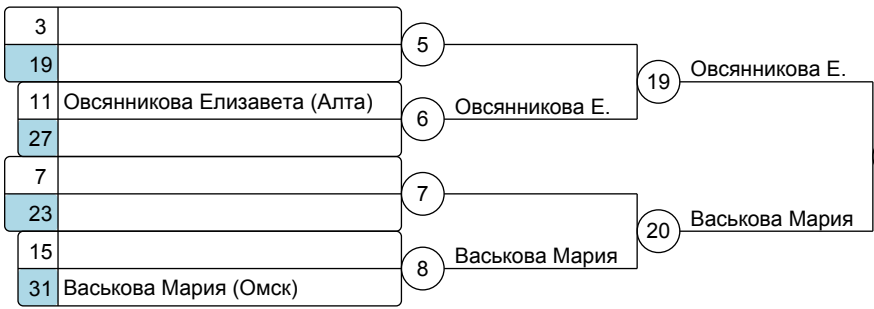 3
5
19
Овсянникова Е.
19
11 Овсянникова Елизавета (Алта)
6 Овсянникова Е.
27
7
7
23
Васькова Мария
20
15
8 Васькова Мария
31 Васькова Мария (Омск)